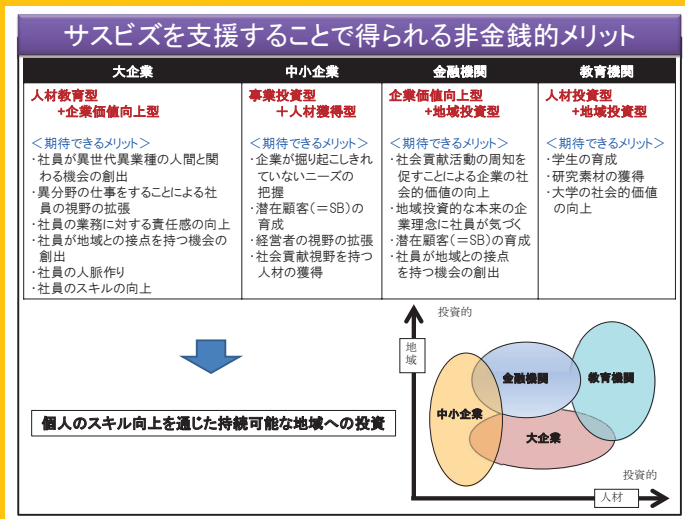 サスビズを支援することで得られる非金銭的メリット
大企業
人材教育型
+企業価値向上型
＜期待できるメリット＞
・社員が異世代異業種の人間と関
わる機会の創出
・異分野の仕事をすることによる社
員の視野の拡張
・社員の業務に対する責任感の向上
・社員が地域との接点を持つ機会の
創出
・社員の人脈作り
・社員のスキルの向上
中小企業
事業投資型
＋人材獲得型
＜期待できるメリット＞
・企業が掘り起こしきれ
ていないニーズの
把握
・潜在顧客(＝SB)の
育成
・経営者の視野の拡張
・社会貢献視野を持つ
人材の獲得
金融機関
企業価値向上型
+地域投資型
＜期待できるメリット＞
・社会貢献活動の周知を
促すことによる企業の社
会的価値の向上
・地域投資的な本来の企
業理念に社員が気づく
・潜在顧客(＝SB)の育成
・社員が地域との接点
を持つ機会の創出
教育機関
人材投資型
+地域投資型
＜期待できるメリット＞
・学生の育成
・研究素材の獲得
・大学の社会的価値
の向上
個人のスキル向上を通じた持続可能な地域への投資
投資的
地域
金融機関
教育機関
中小企業
大企業
投資的
人材